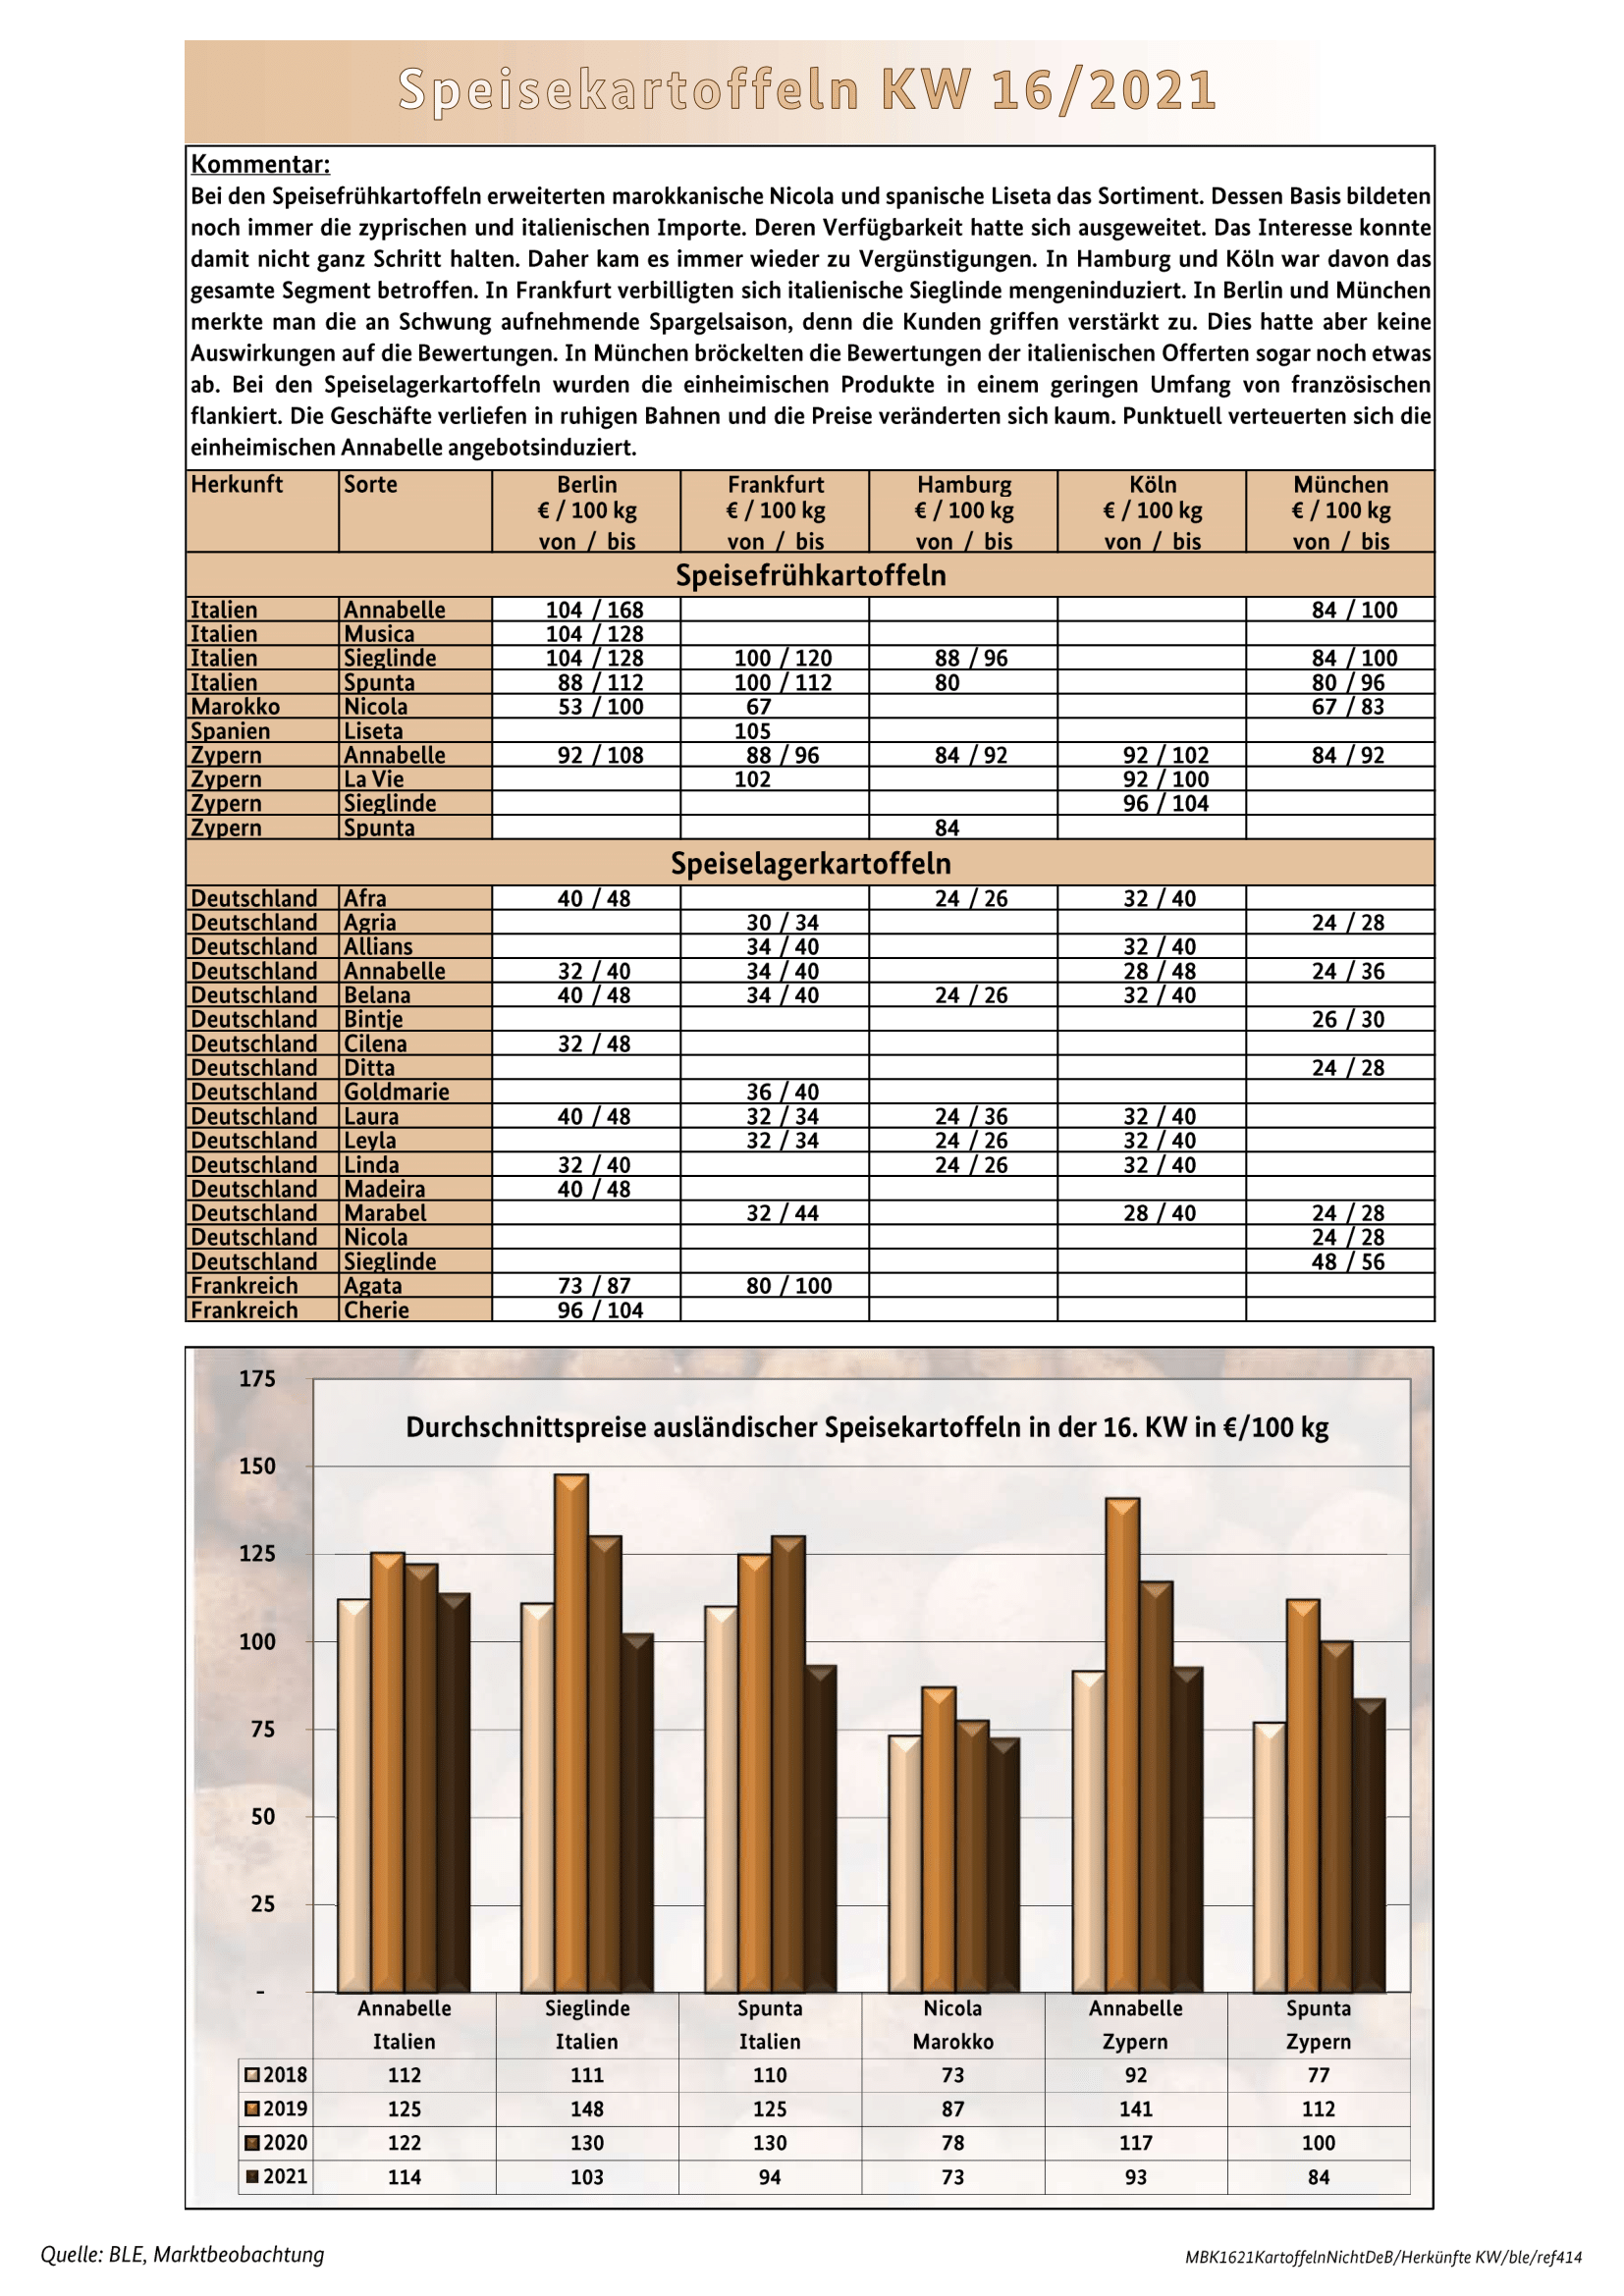 Speisekartoffeln KW 16/2021
Kommentar:
Bei den Speisefrühkartoffeln erweiterten marokkanische Nicola und spanische Liseta das Sortiment. Dessen Basis bildeten
noch immer die zyprischen und italienischen Importe. Deren Verfügbarkeit hatte sich ausgeweitet. Das Interesse konnte
damit nicht ganz Schritt halten. Daher kam es immer wieder zu Vergünstigungen. In Hamburg und Köln war davon das
gesamte Segment betroffen. In Frankfurt verbilligten sich italienische Sieglinde mengeninduziert. In Berlin und München
merkte man die an Schwung aufnehmende Spargelsaison, denn die Kunden griffen verstärkt zu. Dies hatte aber keine
Auswirkungen auf die Bewertungen. In München bröckelten die Bewertungen der italienischen Offerten sogar noch etwas
ab. Bei den Speiselagerkartoffeln wurden die einheimischen Produkte in einem geringen Umfang von französischen
flankiert. Die Geschäfte verliefen in ruhigen Bahnen und die Preise veränderten sich kaum. Punktuell verteuerten sich die
einheimischen Annabelle angebotsinduziert.
Herkunft Sorte Berlin Frankfurt Hamburg Köln München
€ / 100 kg € / 100 kg € / 100 kg € / 100 kg € / 100 kg
von / bis von / bis von / bis von / bis von / bis
Speisefrühkartoffeln
Italien Annabelle 104 / 168 84 / 100
Italien Musica 104 / 128
Italien Sieglinde 104 / 128 100 / 120 88 / 96 84 / 100
Italien Spunta 88 / 112 100 / 112 80 80 / 96
Marokko Nicola 53 / 100 67 67 / 83
Spanien Liseta 105
Zypern Annabelle 92 / 108 88 / 96 84 / 92 92 / 102 84 / 92
Zypern La Vie 102 92 / 100
Zypern Sieglinde 96 / 104
Zypern Spunta 84
Speiselagerkartoffeln
Deutschland Afra 40 / 48 24 / 26 32 / 40
Deutschland Agria 30 / 34 24 / 28
Deutschland Allians 34 / 40 32 / 40
Deutschland Annabelle 32 / 40 34 / 40 28 / 48 24 / 36
Deutschland Belana 40 / 48 34 / 40 24 / 26 32 / 40
Deutschland Bintje 26 / 30
Deutschland Cilena 32 / 48
Deutschland Ditta 24 / 28
Deutschland Goldmarie 36 / 40
Deutschland Laura 40 / 48 32 / 34 24 / 36 32 / 40
Deutschland Leyla 32 / 34 24 / 26 32 / 40
Deutschland Linda 32 / 40 24 / 26 32 / 40
Deutschland Madeira 40 / 48
Deutschland Marabel 32 / 44 28 / 40 24 / 28
Deutschland Nicola 24 / 28
Deutschland Sieglinde 48 / 56
Frankreich Agata 73 / 87 80 / 100
Frankreich Cherie 96 / 104
Durchschnittspreise ausländischer Speisekartoffeln in der 16. KW in €/100 kg
175
150
125
100
75
50
25
-
Annabelle Sieglinde Spunta Nicola Annabelle Spunta
Italien Italien Italien Marokko Zypern Zypern
2018 112 111 110 73 92 77
2019 125 148 125 87 141 112
2020 122 130 130 78 117 100
2021 114 103 94 73 93 84
Quelle: BLE, Marktbeobachtung
MBK1621KartoffelnNichtDeB/Herkünfte KW/ble/ref414